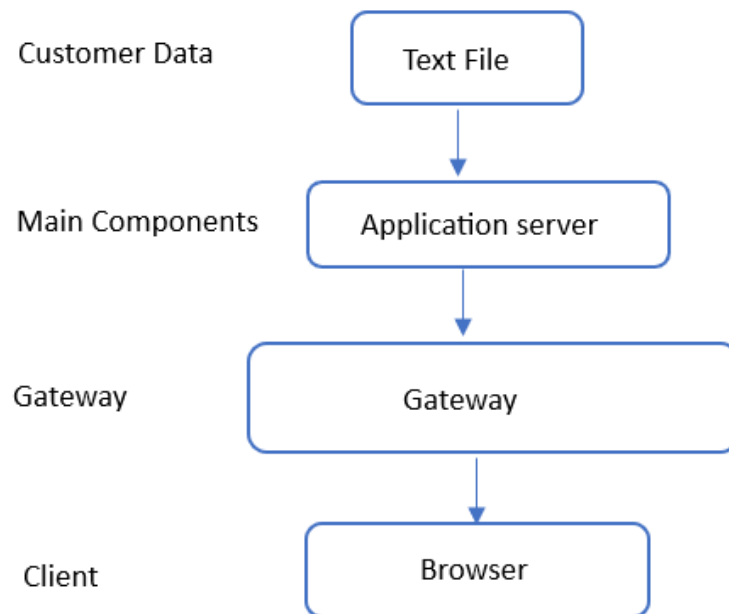 Customer Data
Text File
Main Components
Application server
Gateway
Gateway
Client
Browser